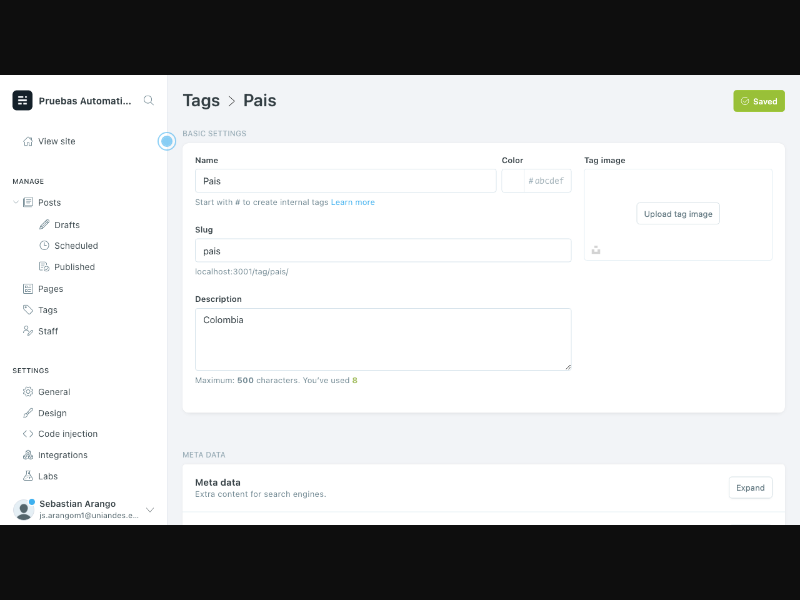 Pruebas Automati...
View site
MANAGE
Posts
Drafts
Scheduled
Published
Pages
Tags
Staff
SETTINGS
General
Design
Code injection
Integrations
Labs
Sebastian Arango
js.arangom1@uniandes.e...
Tags > Pais
Saved
BASIC SETTINGS
Name
Pais
Start with # to create internal tags Learn more
Color
#abcdef
Slug
pais
localhost:3001/tag/pais/
Description
Colombia
Maximum: 500 characters. You've used 8
Tag image
Upload tag image
META DATA
Meta data
Extra content for search engines.
Expand